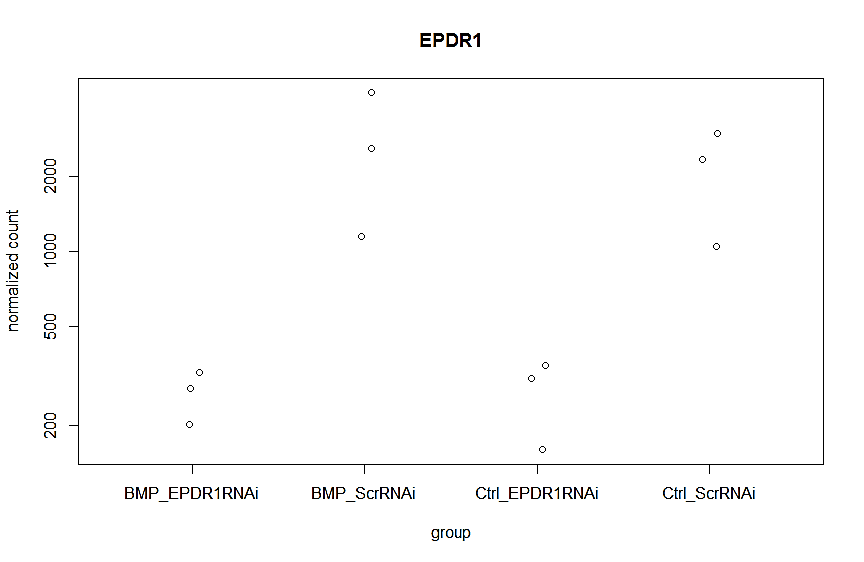 EPDR1
normalized count
2000
1000
500
200
BMP_EPDR1RNAi BMP_ScrRNAi Ctrl_EPDR1RNAi Ctrl_ScrRNAi
group